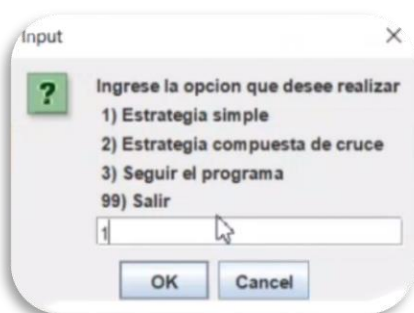 Input
?
Ingrese la opcion que desee realizar
1) Estrategia simple
2) Estrategia compuesta de cruce
3) Seguir el programa
99) Salir
1
OK
Cancel